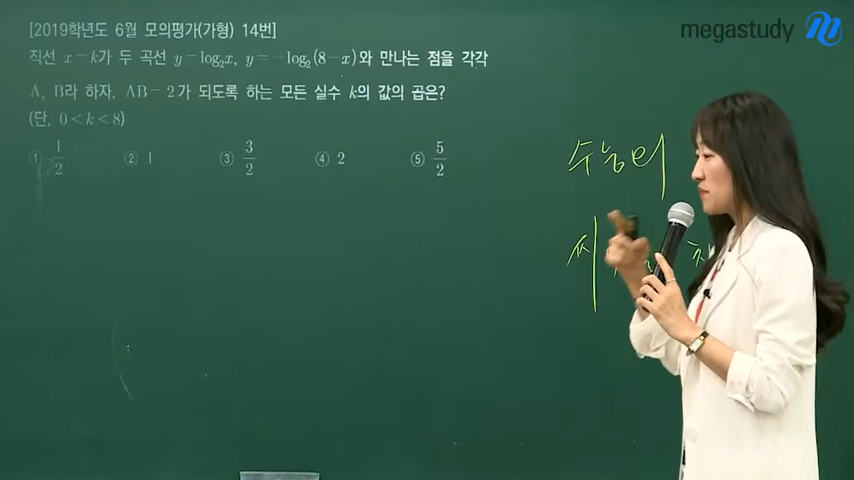 megastudy
[2019학년도 6월 모의평가(가형) 14번]
직선 x=k가 두 곡선 y=log₂x, y=-log₂(8-x)와 만나는 점을 각각
A, B라 하자. AB=2가 되도록 하는 모든 실수 k의 값의 곱은?
(단, 0<k<8)
① 1/2 ② 1 ③ 3/2 ④ 2 ⑤ 5/2
수능의